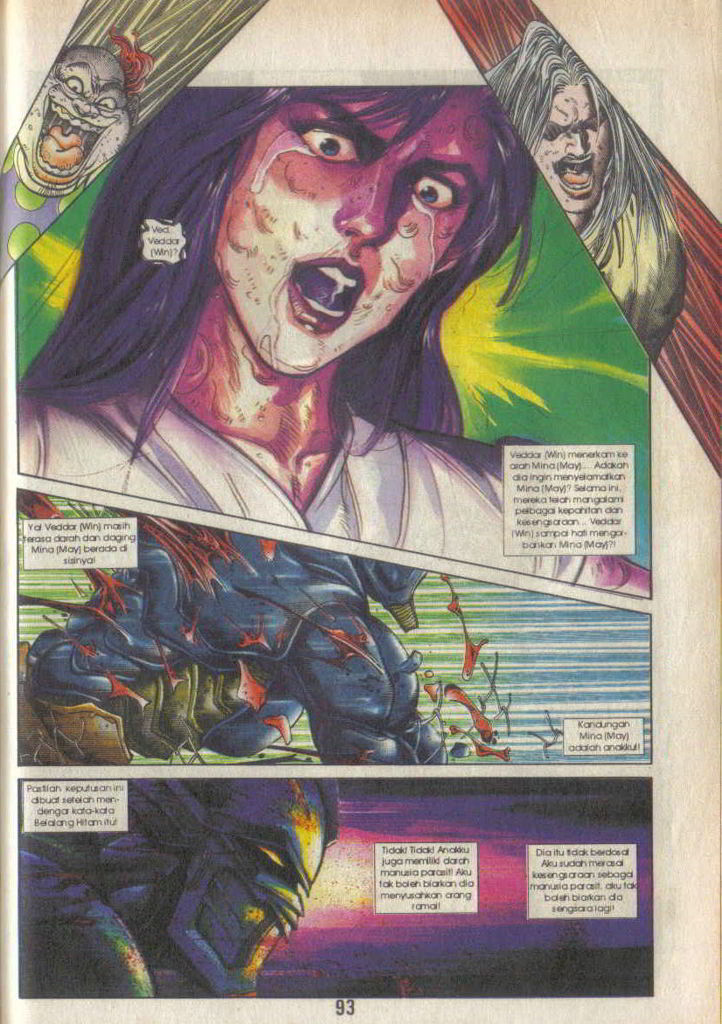 Ved..
Veddar
(Win)?
Veddar (Win) menerkam ke
arah Mina (May)... Adakah
dia ingin menyelamatkan
Mina (May)? Selama ini,
mereka telah mangalami
pelbagai kepahitan dan
kesengsaraan... Veddar
(Win) sampai hati mengor-
bankan Mina (May)?!
Ya! Veddar (Win) masih
terasa darah dan daging
Mina (May) berada di
sisinya!
Kandungan
Mina (May)
adalah anakku!!
Pastilah keputusan ini
dibuat setelah men-
dengar kata-kata
Belalang Hitam itu!
Tidak! Tidak! Anakku
juga memiliki darah
manusia parasit! Aku
tak boleh biarkan dia
menyusahkan orang
ramai!
Dia itu tidak berdosa!
Aku sudah merasai
kesengsaraan sebagai
manusia parasit, aku tak
boleh biarkan dia
sengsara lagi!
93